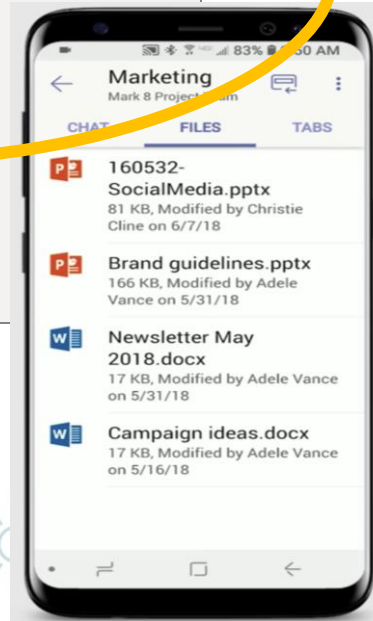 83% 50 AM
Marketing
Mark 8 Project Team
CHAT FILES TABS
160532-
SocialMedia.pptx
81 KB, Modified by Christie
Cline on 6/7/18
Brand guidelines.pptx
166 KB, Modified by Adele
Vance on 5/31/18
Newsletter May
2018.docx
17 KB, Modified by Adele Vance
on 5/31/18
Campaign ideas.docx
17 KB, Modified by Adele Vance
on 5/16/18